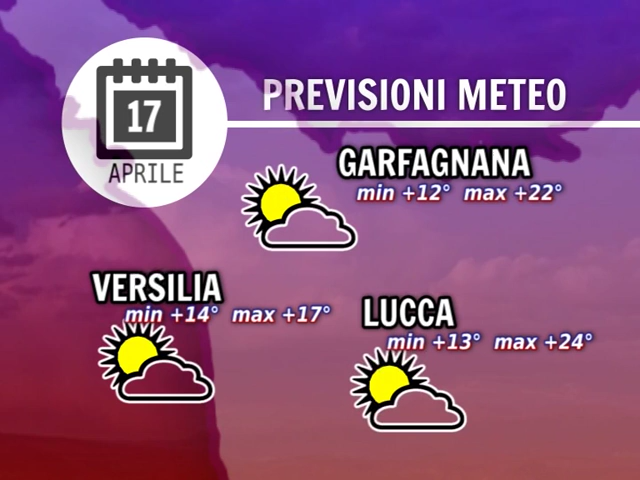 17
APRILE
PREVISIONI METEO
GARFAGNANA
min +12° max +22°
VERSILIA
min +14° max +17°
LUCCA
min +13° max +24°